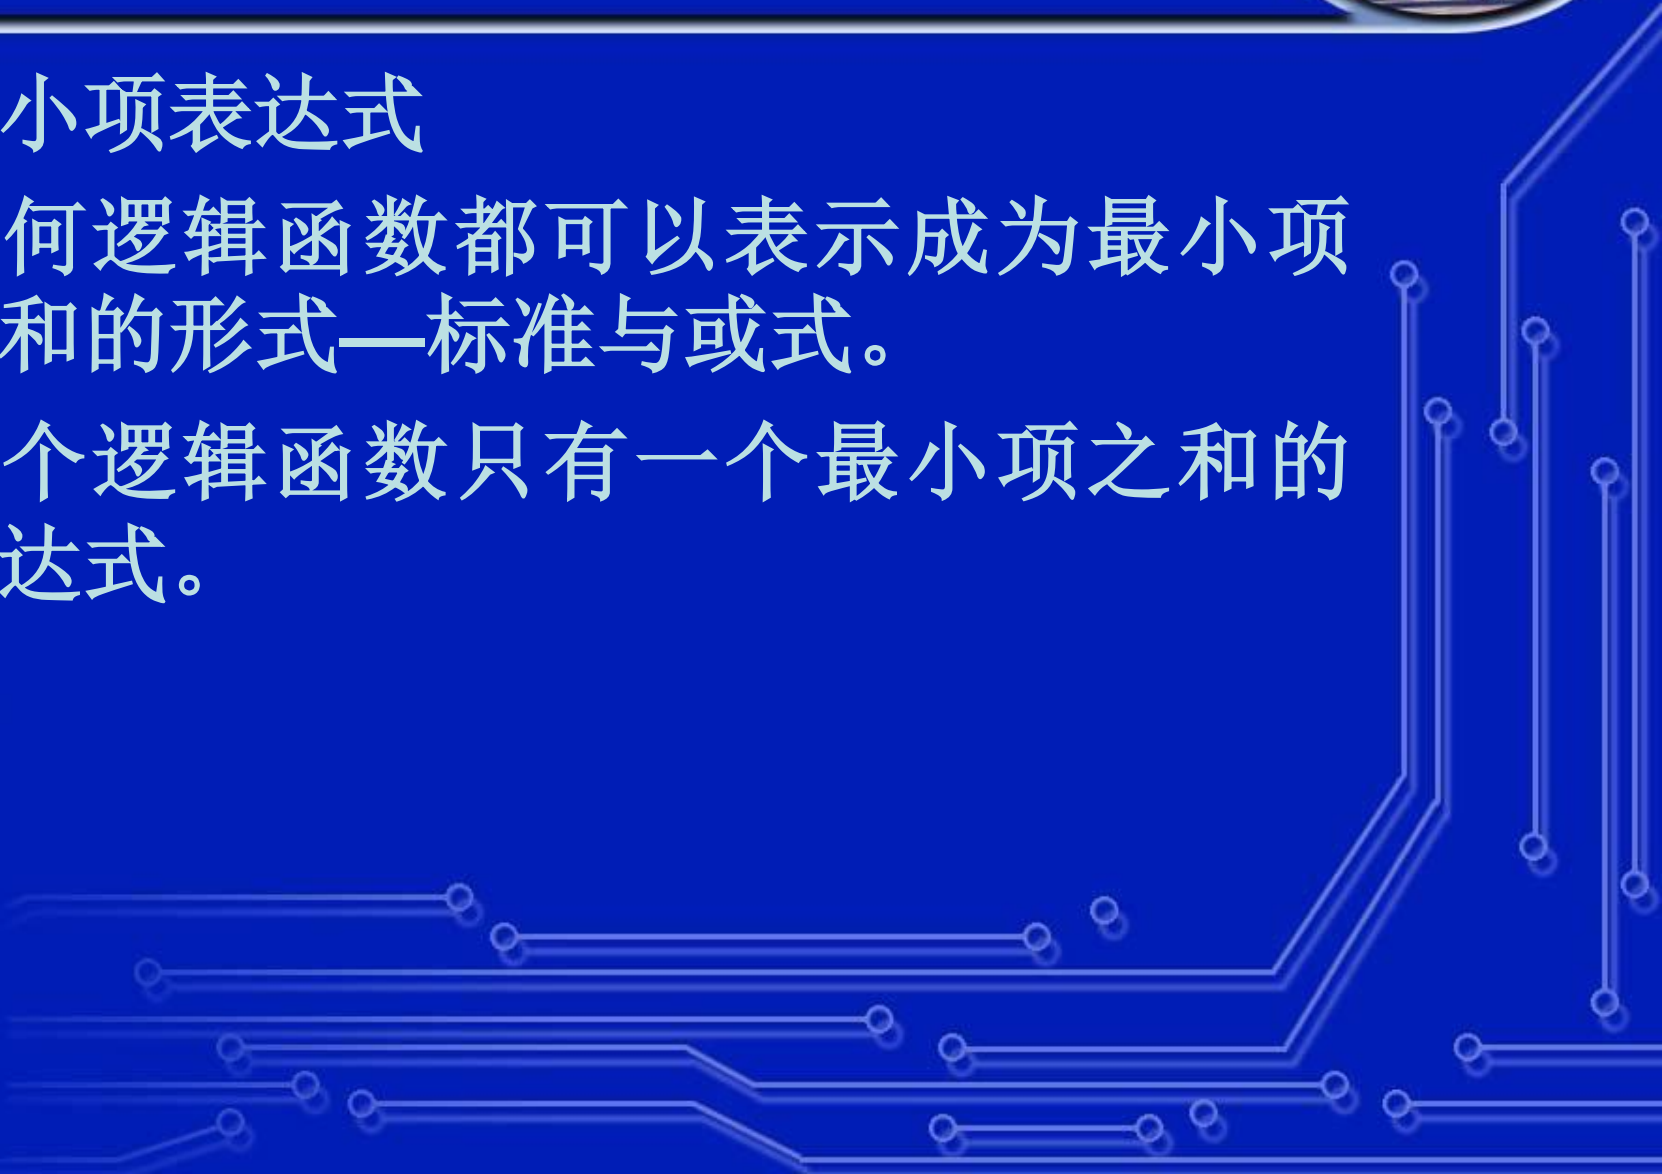 小项表达式
何逻辑函数都可以表示成为最小项
和的形式—标准与或式。
个逻辑函数只有一个最小项之和的
达式。